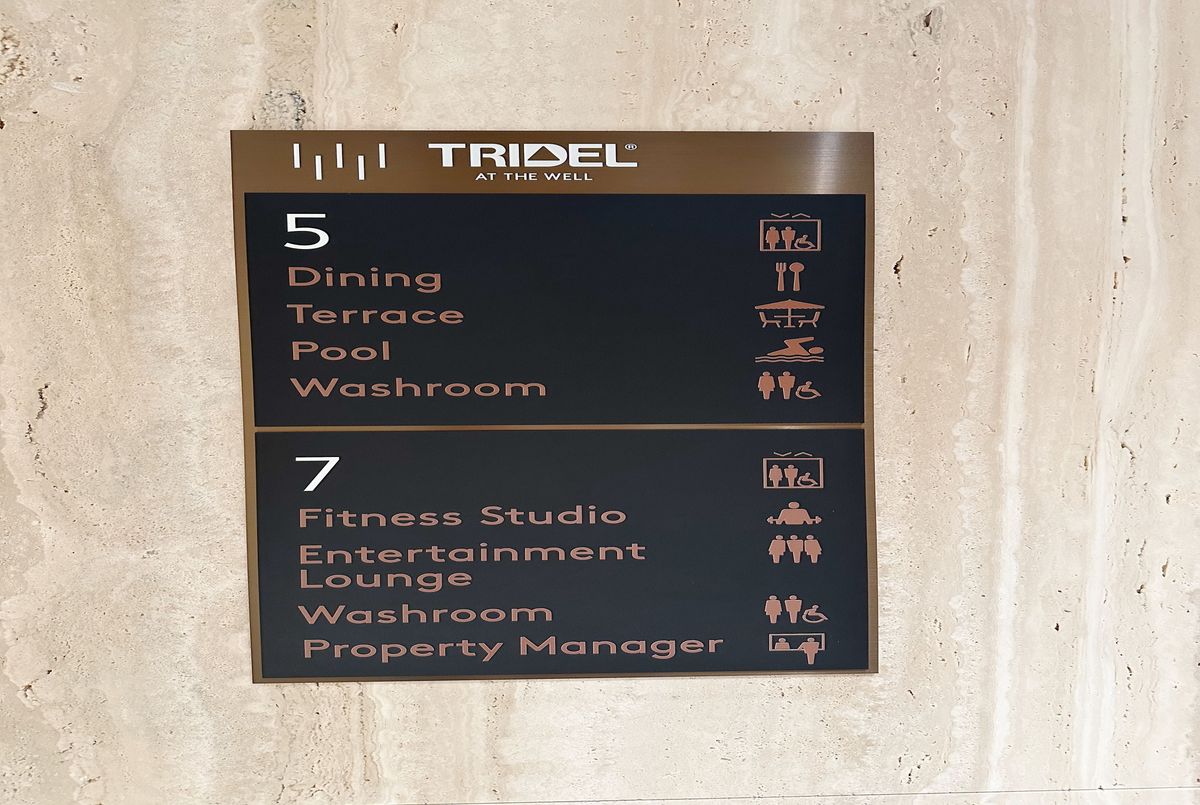 TRIDEL®
AT THE WELL
5
Dining
Terrace
Pool
Washroom
7
Fitness Studio
Entertainment
Lounge
Washroom
Property Manager